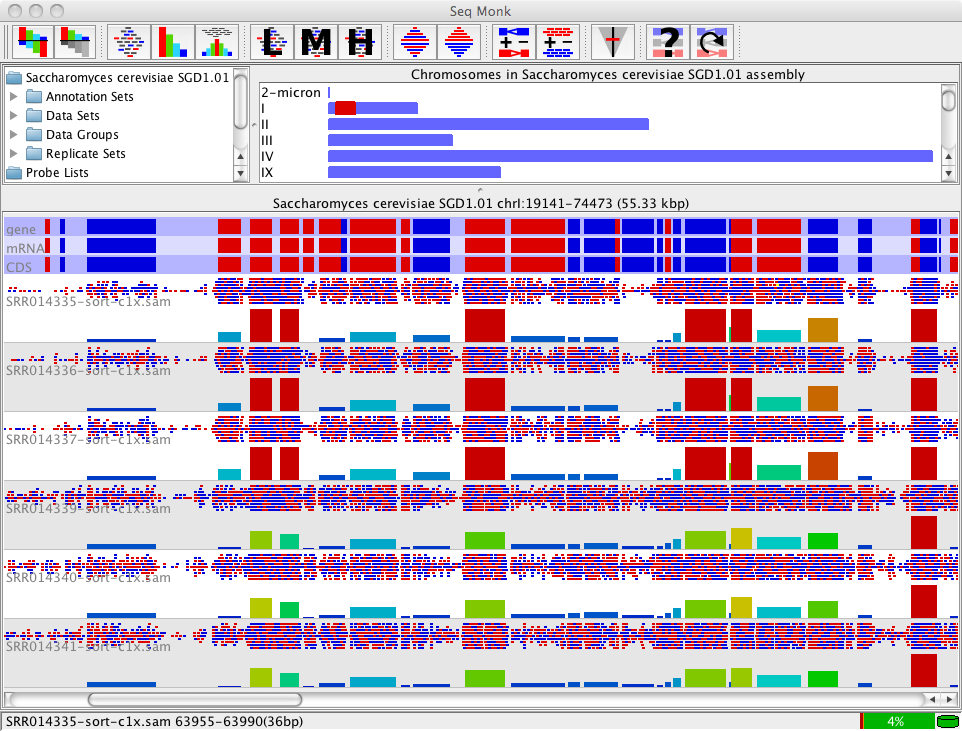 Seq Monk
L M H
+ - + - ?
Saccharomyces cerevisiae SGD1.01
Annotation Sets
Data Sets
Data Groups
Replicate Sets
Probe Lists
Chromosomes in Saccharomyces cerevisiae SGD1.01 assembly
2-micron
I
II
III
IV
IX
Saccharomyces cerevisiae SGD1.01 chrI:19141-74473 (55.33 kbp)
gene
mRNA
CDS
SRR014335-sort-c1x.sam
SRR014336-sort-c1x.sam
SRR014337-sort-c1x.sam
SRR014339-sort-c1x.sam
SRR014340-sort-c1x.sam
SRR014341-sort-c1x.sam
SRR014335-sort-c1x.sam 63955-63990(36bp)
4%